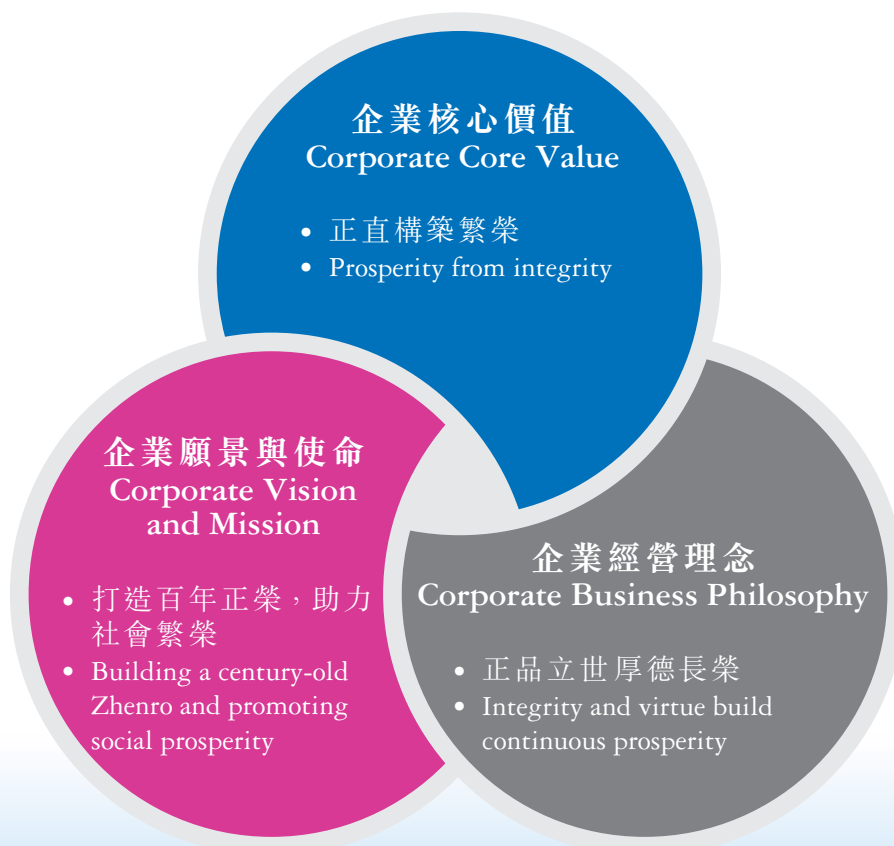 企業核心價值
Corporate Core Value
• 正直構築繁榮
• Prosperity from integrity
企業願景與使命
Corporate Vision
and Mission
• 打造百年正榮，助力
社會繁榮
• Building a century-old
Zhenro and promoting
social prosperity
企業經營理念
Corporate Business Philosophy
• 正品立世厚德長榮
• Integrity and virtue build
continuous prosperity